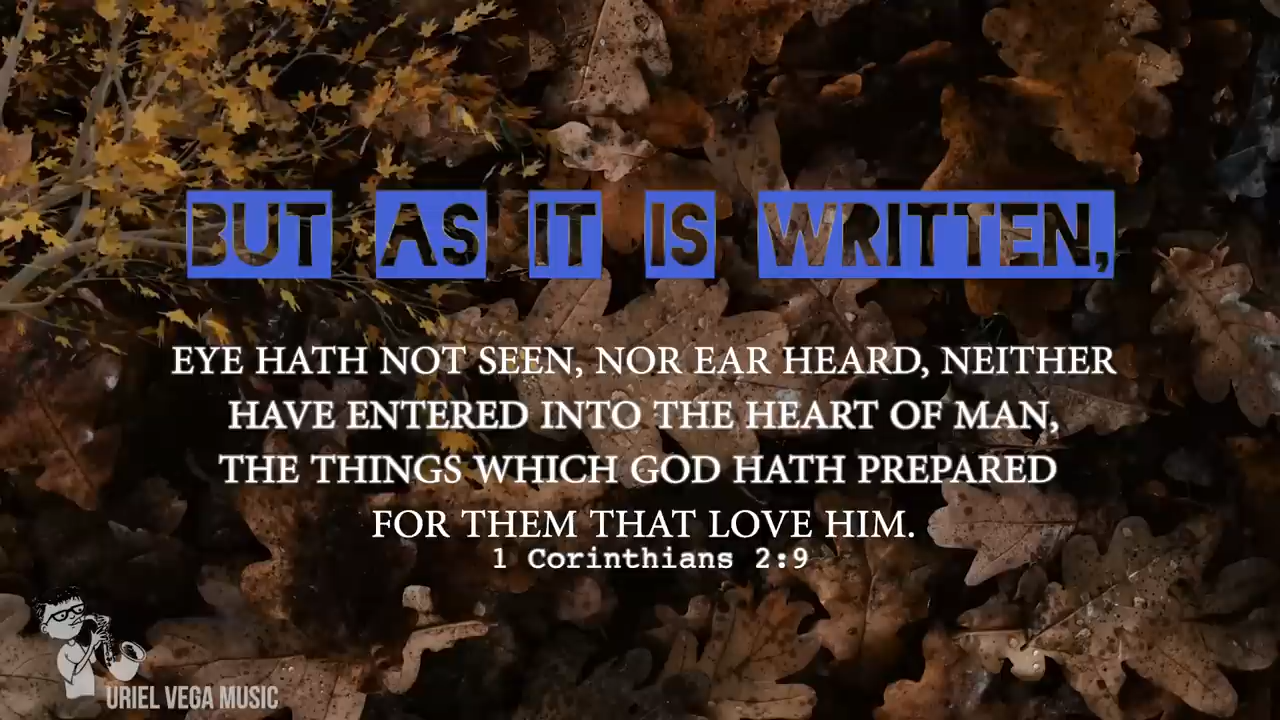 BUT AS IT IS WRITTEN,
EYE HATH NOT SEEN, NOR EAR HEARD, NEITHER
HAVE ENTERED INTO THE HEART OF MAN,
THE THINGS WHICH GOD HATH PREPARED
FOR THEM THAT LOVE HIM.
1 Corinthians 2:9
URIEL VEGA MUSIC